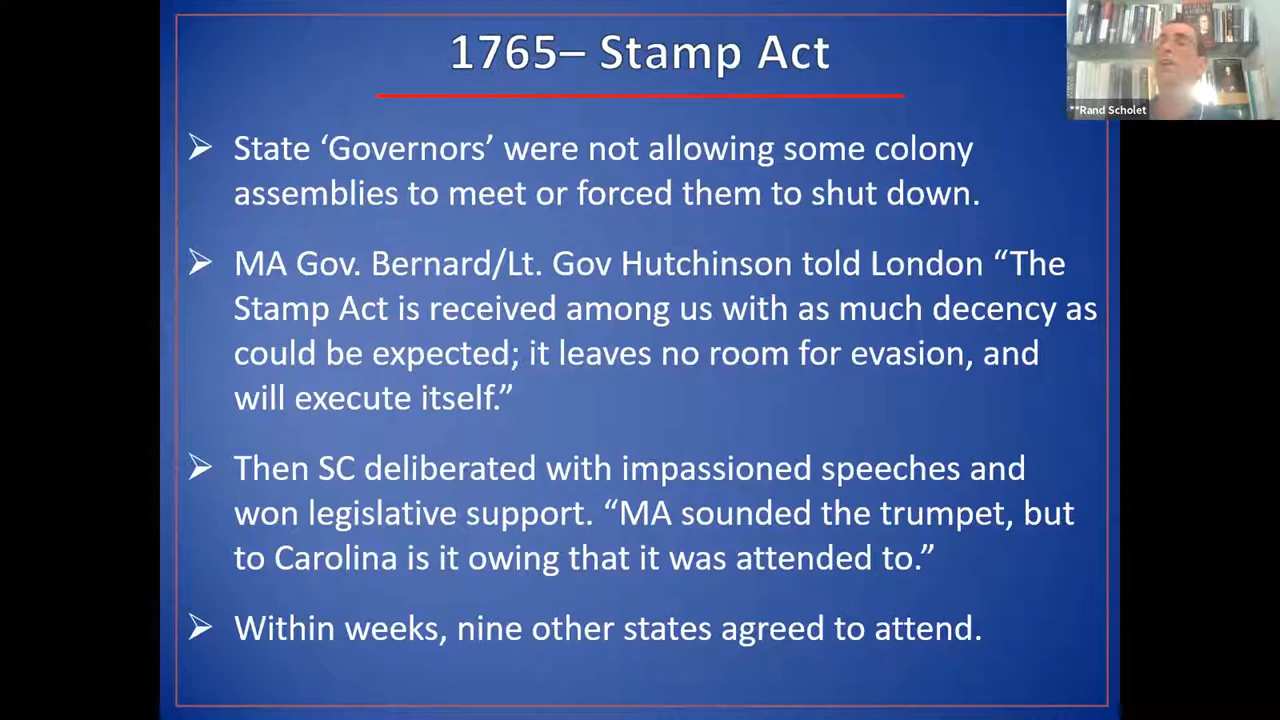 1765– Stamp Act
**Rand Scholet
➢ State ‘Governors’ were not allowing some colony
assemblies to meet or forced them to shut down.
➢ MA Gov. Bernard/Lt. Gov Hutchinson told London “The
Stamp Act is received among us with as much decency as
could be expected; it leaves no room for evasion, and
will execute itself.”
➢ Then SC deliberated with impassioned speeches and
won legislative support. “MA sounded the trumpet, but
to Carolina is it owing that it was attended to.”
➢ Within weeks, nine other states agreed to attend.